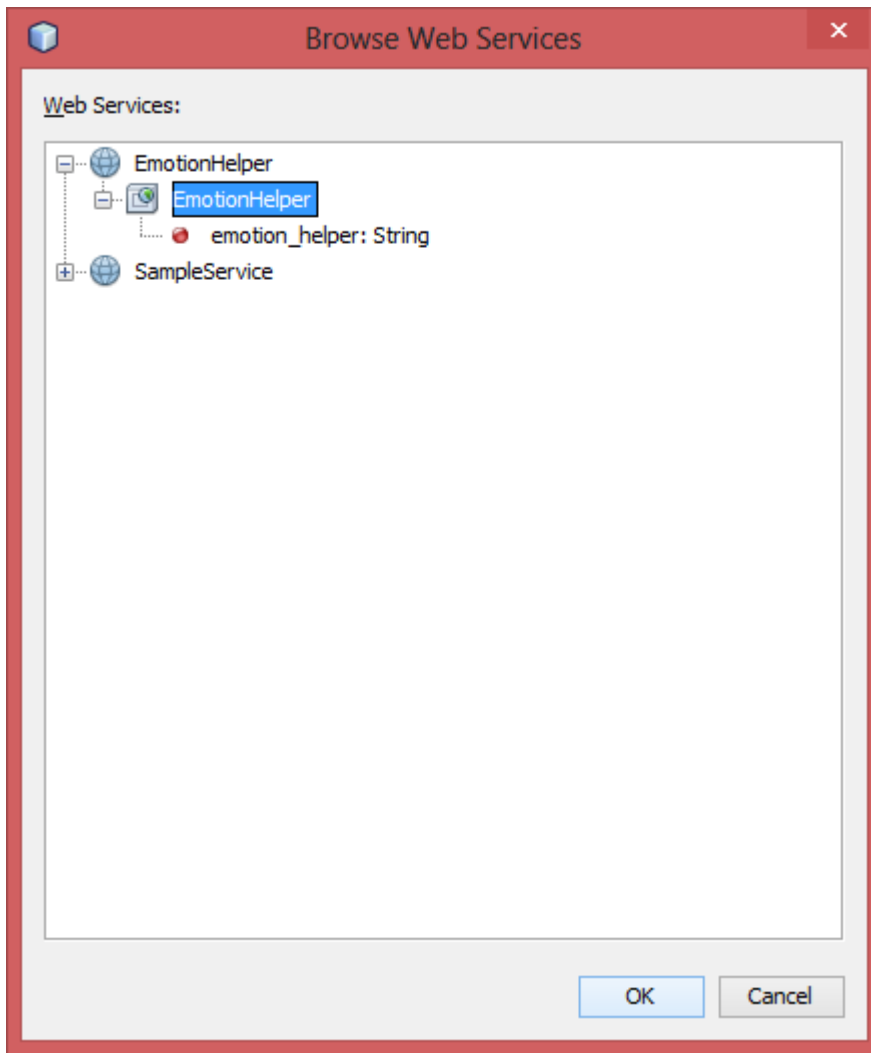 Browse Web Services
Web Services:
EmotionHelper
EmotionHelper
emotion_helper: String
SampleService
OK
Cancel